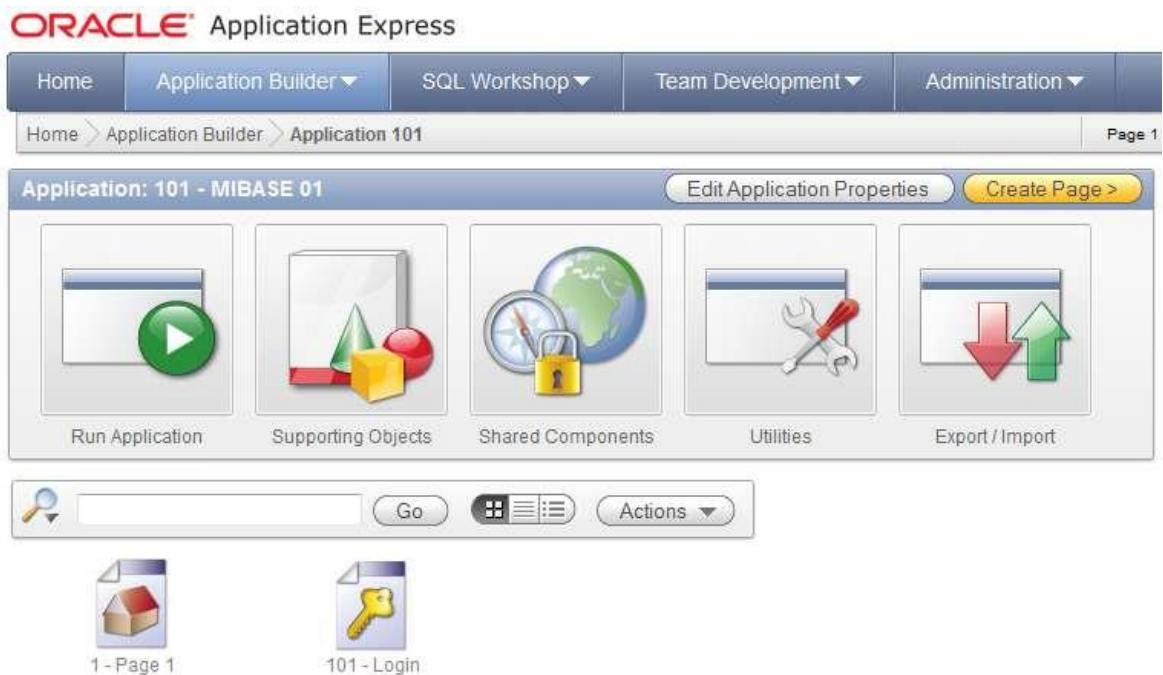 ORACLE Application Express
Home Application Builder SQL Workshop Team Development Administration
Home Application Builder Application 101 Page 1
Application: 101 - MIBASE 01 Edit Application Properties Create Page >
Run Application Supporting Objects Shared Components Utilities Export / Import
Go Actions
1 - Page 1 101 - Login